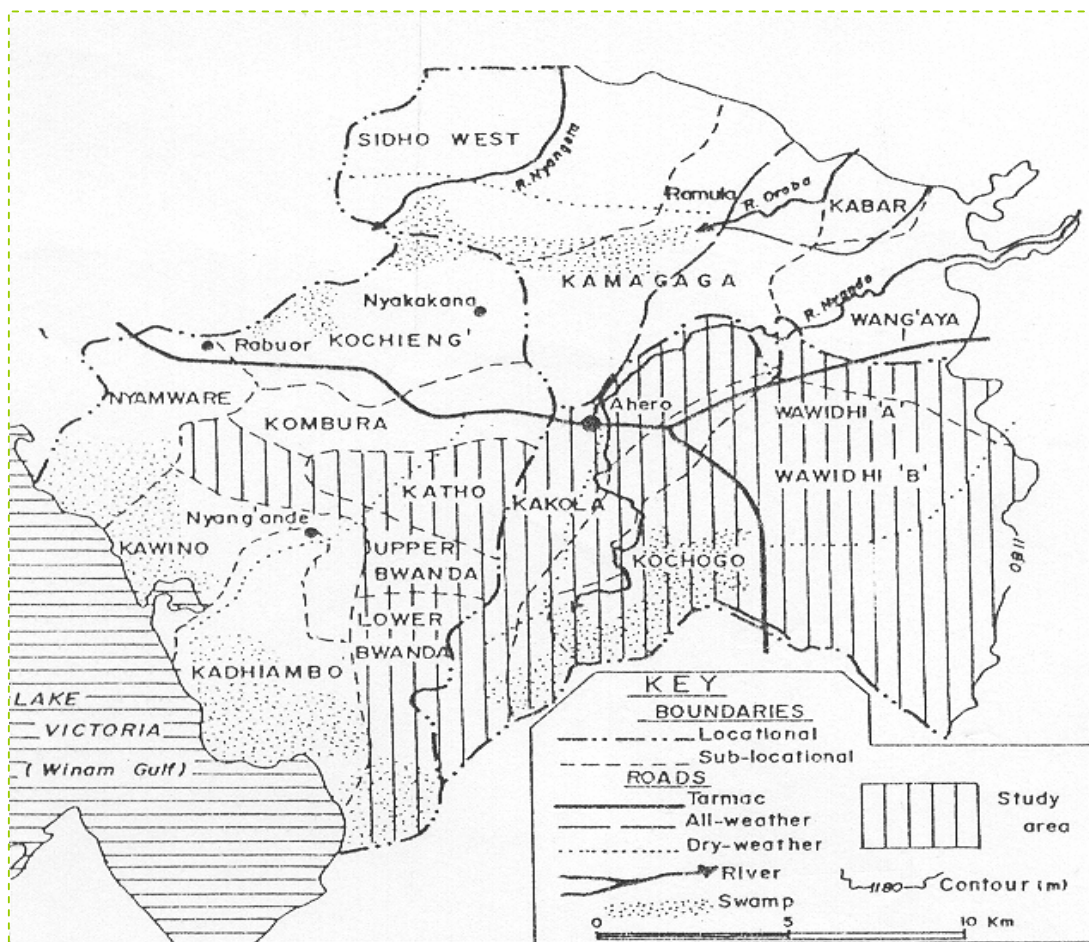 SIDHO WEST
R. Nyangara
Ramula
R. Oroba
KABAR
KAMAGAGA
Nyakakana
R. Nyando
WANG'AYA
Rabuor
KOCHIENG'
NYAMWARE
Ahero
WAWIDHI 'A'
KOMBURA
WAWIDHI 'B'
KATHO
KAKOLA
Nyang'ande
KAWINO
UPPER
BWANDA
KOCHOGO
1180
LOWER
BWANDA
KADHIAMBO
LAKE
VICTORIA
(Winam Gulf)
KEY
BOUNDARIES
Locational
Sub-locational
ROADS
Tarmac
All-weather
Dry-weather
River
Swamp
Study
area
1180 Contour (m)
0 5 10 Km